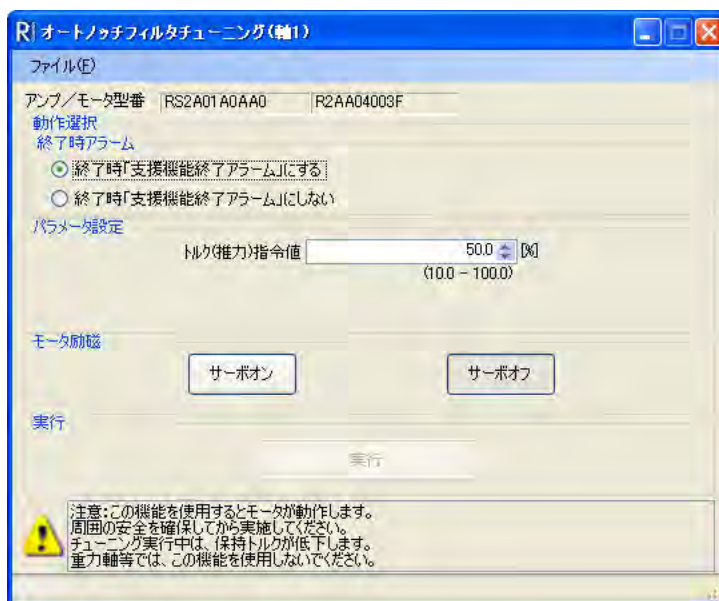 R オートノッチフィルタチューニング(軸1)
ファイル(F)
アンプ/モータ型番 RS2A01A0AA0 R2AA04003F
動作選択
終了時アラーム
終了時「支援機能終了アラーム」にする
終了時「支援機能終了アラーム」にしない
パラメータ設定
トルク(推力)指令値 50.0 [%]
(10.0 - 100.0)
モータ励磁
サーボオン サーボオフ
実行
実行
注意:この機能を使用するとモータが動作します。
周囲の安全を確保してから実施してください。
チューニング実行中は、保持トルクが低下します。
重力軸等では、この機能を使用しないでください。